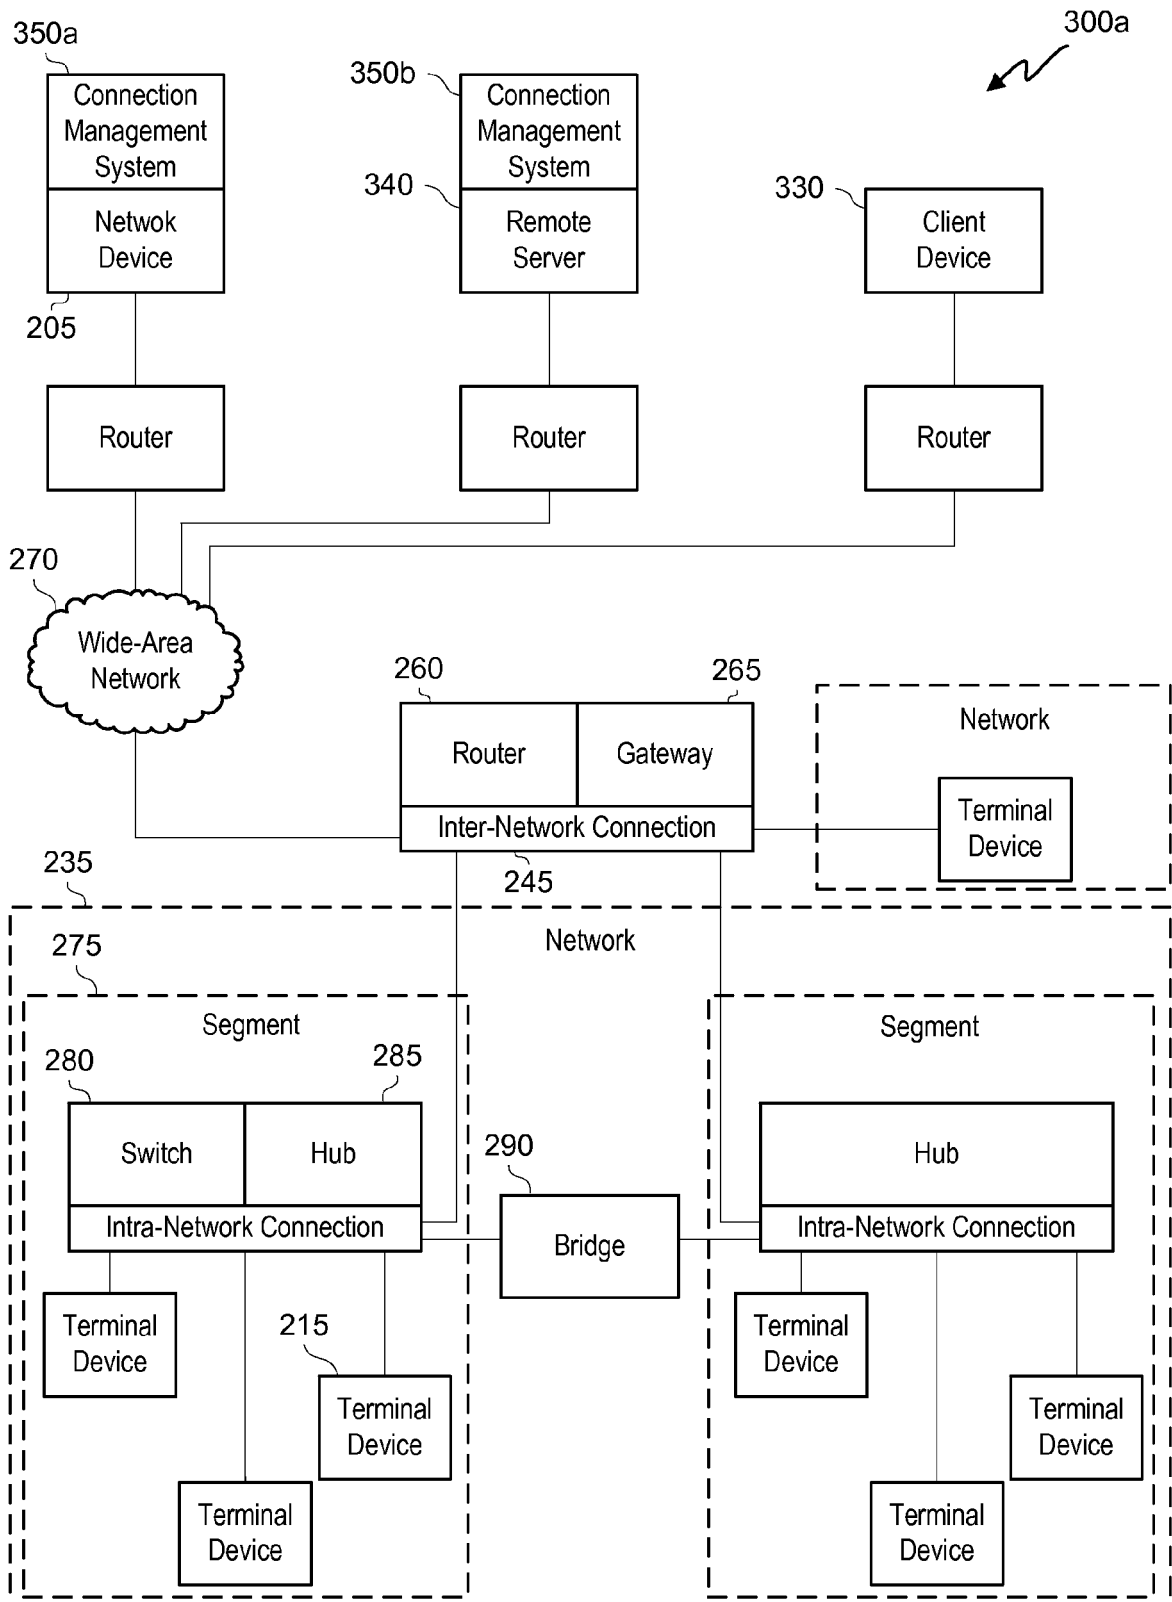 350a
300a
350b
Connection
Management
System
Connection
Management
System
340
330
Netwok
Device
Remote
Server
Client
Device
205
Router
Router
Router
270
Wide-Area
Network
260
265
Router
Gateway
Inter-Network Connection
245
Network
Terminal
Device
235
Network
275
Segment
Segment
280
285
Switch
Hub
Hub
290
Intra-Network Connection
Bridge
Intra-Network Connection
Terminal
Device
215
Terminal
Device
Terminal
Device
Terminal
Device
Terminal
Device
Terminal
Device